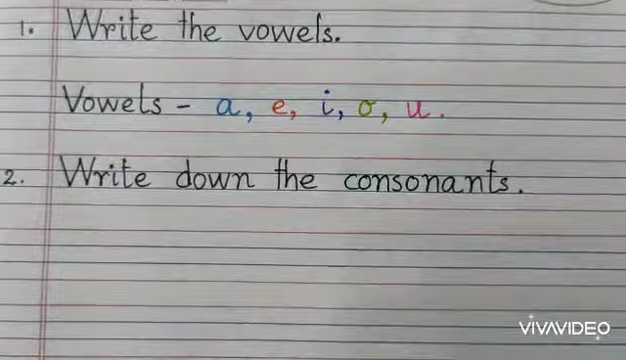 1. Write the vowels.
Vowels - a, e, i, o, u.
2. Write down the consonants.
VIVAVIDEO